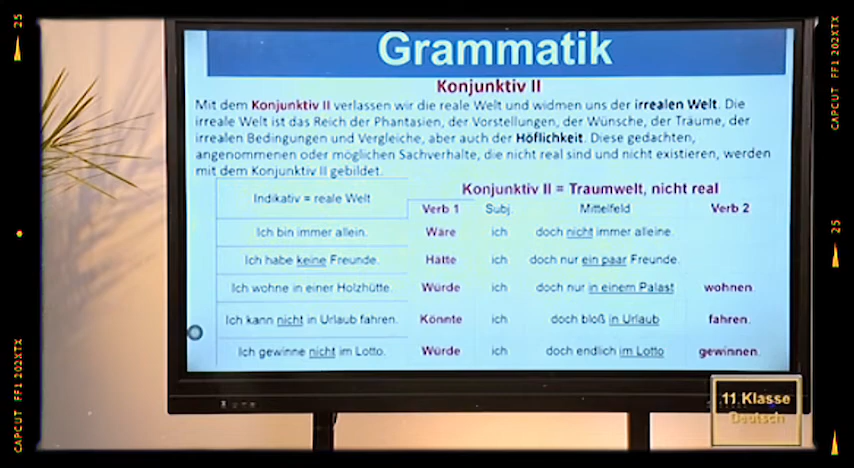 25
25
CAPCUT FF1 202XTX
Grammatik
Konjunktiv II
Mit dem Konjunktiv II verlassen wir die reale Welt und widmen uns der irrealen Welt. Die
irreale Welt ist das Reich der Phantasien, der Vorstellungen, der Wünsche, der Träume, der
irrealen Bedingungen und Vergleiche, aber auch der Höflichkeit. Diese gedachten,
angenommenen oder möglichen Sachverhalte, die nicht real sind und nicht existieren, werden
mit dem Konjunktiv II gebildet.
Indikativ = reale Welt
Konjunktiv II = Traumwelt, nicht real
Verb 1 Subj. Mittelfeld Verb 2
Ich bin immer allein. Wäre ich doch nicht immer alleine.
Ich habe keine Freunde. Hätte ich doch nur ein paar Freunde.
Ich wohne in einer Holzhütte. Würde ich doch nur in einem Palast wohnen.
Ich kann nicht in Urlaub fahren. Könnte ich doch bloß in Urlaub fahren.
Ich gewinne nicht im Lotto. Würde ich doch endlich im Lotto gewinnen.
25
CAPCUT FF1 202XTX
11 Klasse
Deutsch